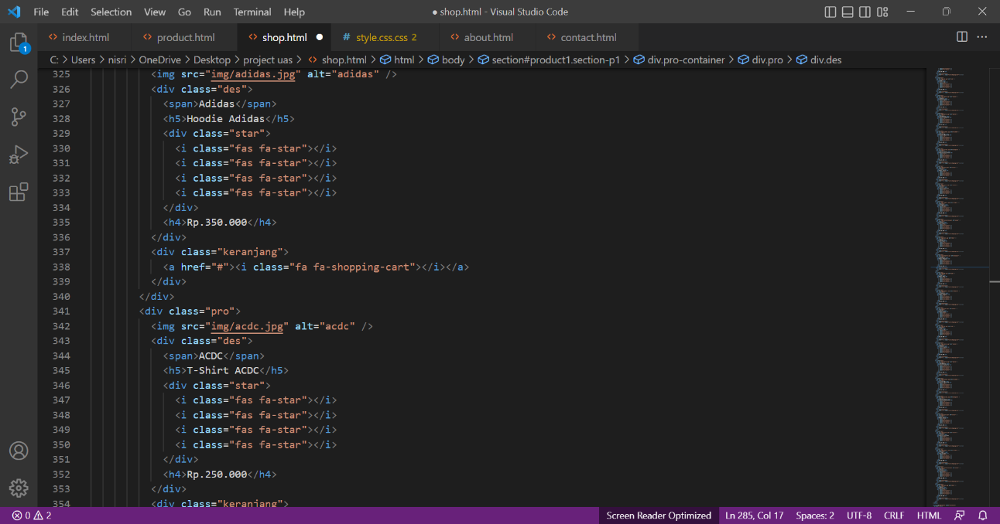 File Edit Selection View Go Run Terminal Help ● shop.html - Visual Studio Code
index.html product.html shop.html ● # style.css.css 2 about.html contact.html
C: > Users > nisri > OneDrive > Desktop > project uas > shop.html > html > body > section#product1.section-p1 > div.pro-container > div.pro > div.des
325 <img src="img/adidas.jpg" alt="adidas" />
326 <div class="des">
327 <span>Adidas</span>
328 <h5>Hoodie Adidas</h5>
329 <div class="star">
330 <i class="fas fa-star"></i>
331 <i class="fas fa-star"></i>
332 <i class="fas fa-star"></i>
333 <i class="fas fa-star"></i>
334 </div>
335 <h4>Rp.350.000</h4>
336 </div>
337 <div class="keranjang">
338 <a href="#"><i class="fa fa-shopping-cart"></i></a>
339 </div>
340 </div>
341 <div class="pro">
342 <img src="img/acdc.jpg" alt="acdc" />
343 <div class="des">
344 <span>ACDC</span>
345 <h5>T-Shirt ACDC</h5>
346 <div class="star">
347 <i class="fas fa-star"></i>
348 <i class="fas fa-star"></i>
349 <i class="fas fa-star"></i>
350 <i class="fas fa-star"></i>
351 </div>
352 <h4>Rp.250.000</h4>
353 </div>
354 <div class="keranjang">
1
0 2 Screen Reader Optimized Ln 285, Col 17 Spaces: 2 UTF-8 CRLF HTML